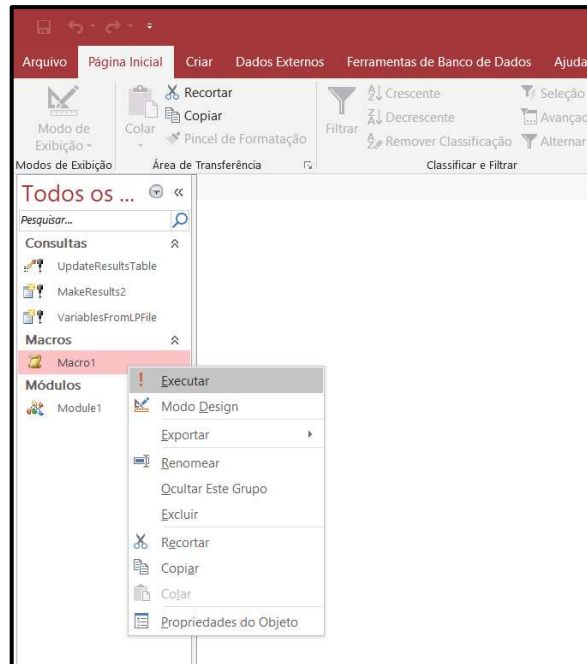 Arquivo Página Inicial Criar Dados Externos Ferramentas de Banco de Dados Ajuda
Modo de Exibição
Colar
Recortar
Copiar
Pincel de Formatação
Filtrar
Crescente
Decrescente
Remover Classificação
Seleção
Avançad
Alternar
Modos de Exibição Área de Transferência Classificar e Filtrar
Todos os ...
Pesquisar...
Consultas
UpdateResultsTable
MakeResults2
VariablesFromLPFile
Macros
Macro1
Módulos
Module1
Executar
Modo Design
Exportar
Renomear
Ocultar Este Grupo
Excluir
Recortar
Copiar
Colar
Propriedades do Objeto